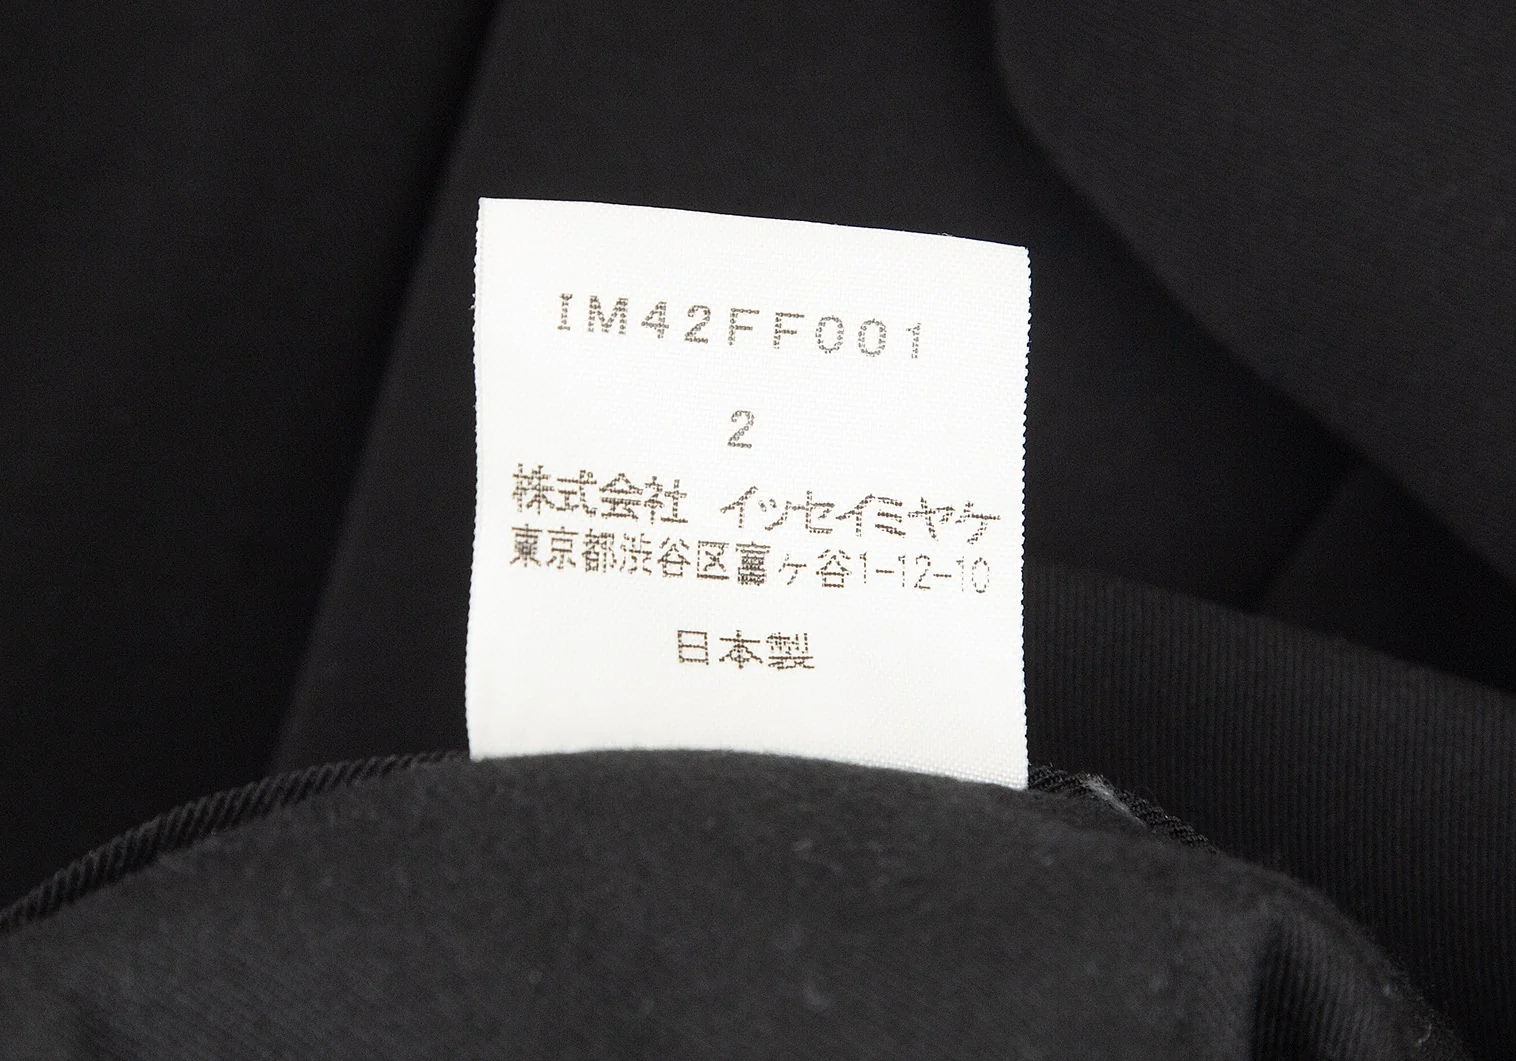 IM42FF001
2
株式会社 イッセイミヤケ
東京都渋谷区富ヶ谷1-12-10
日本製